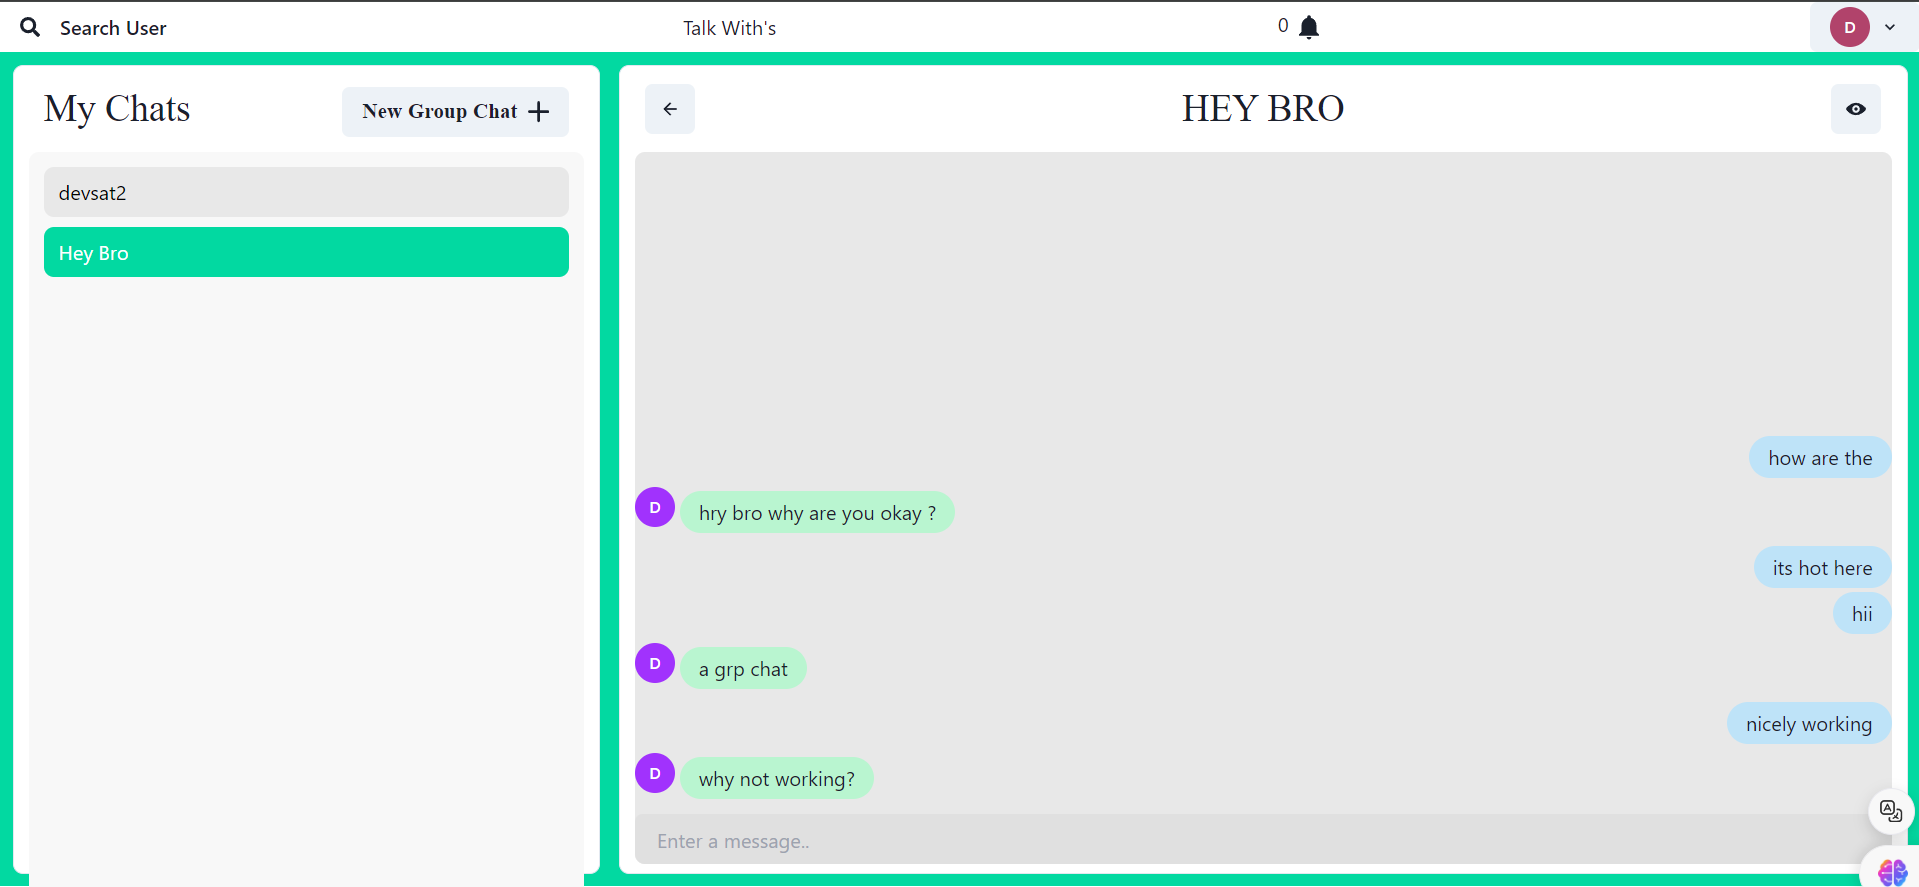 Search User
Talk With's
0
D
My Chats
New Group Chat
devsat2
Hey Bro
HEY BRO
how are the
D
hry bro why are you okay ?
its hot here
hii
D
a grp chat
nicely working
D
why not working?
Enter a message..